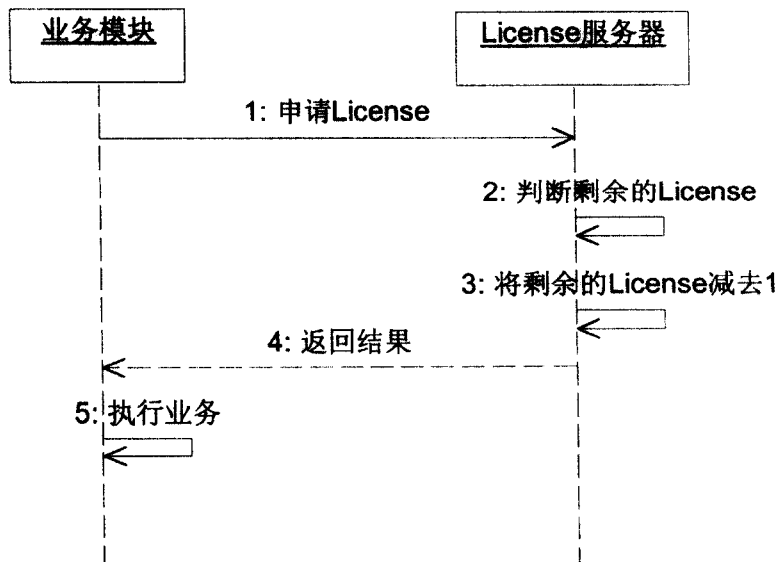 业务模块
License服务器
1: 申请License
2: 判断剩余的License
3: 将剩余的License减去1
4: 返回结果
5: 执行业务